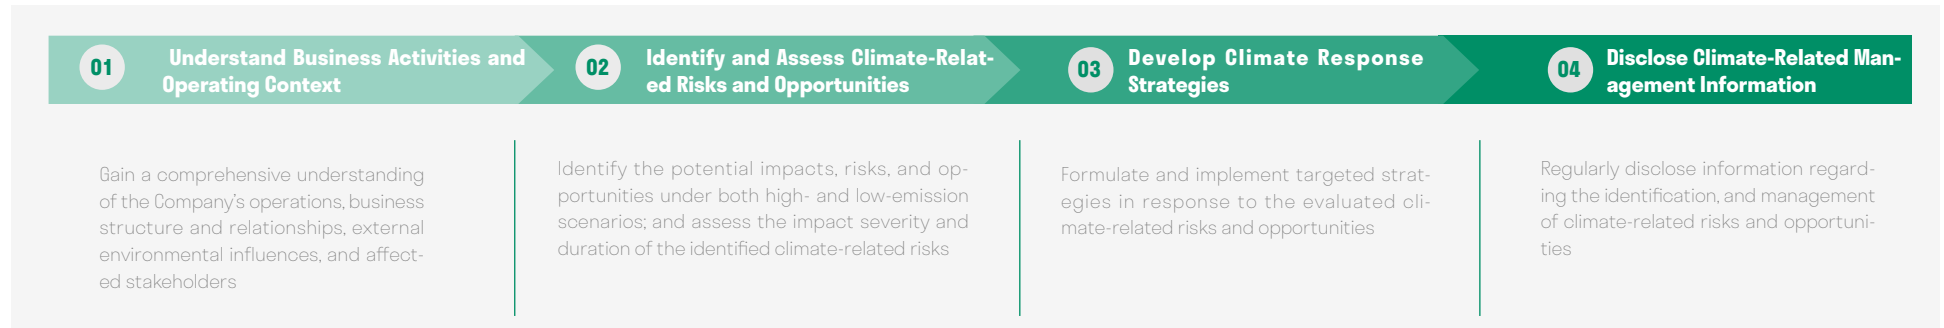 01
Understand Business Activities and
Operating Context
02
Identify and Assess Climate-Relat-
ed Risks and Opportunities
03
Develop Climate Response
Strategies
04
Disclose Climate-Related Man-
agement Information
Gain a comprehensive understanding
of the Company's operations, business
structure and relationships, external
environmental influences, and affect-
ed stakeholders
Identify the potential impacts, risks, and op-
portunities under both high- and low-emission
scenarios; and assess the impact severity and
duration of the identified climate-related risks
Formulate and implement targeted strat-
egies in response to the evaluated cli-
mate-related risks and opportunities
Regularly disclose information regard-
ing the identification, and management
of climate-related risks and opportuni-
ties